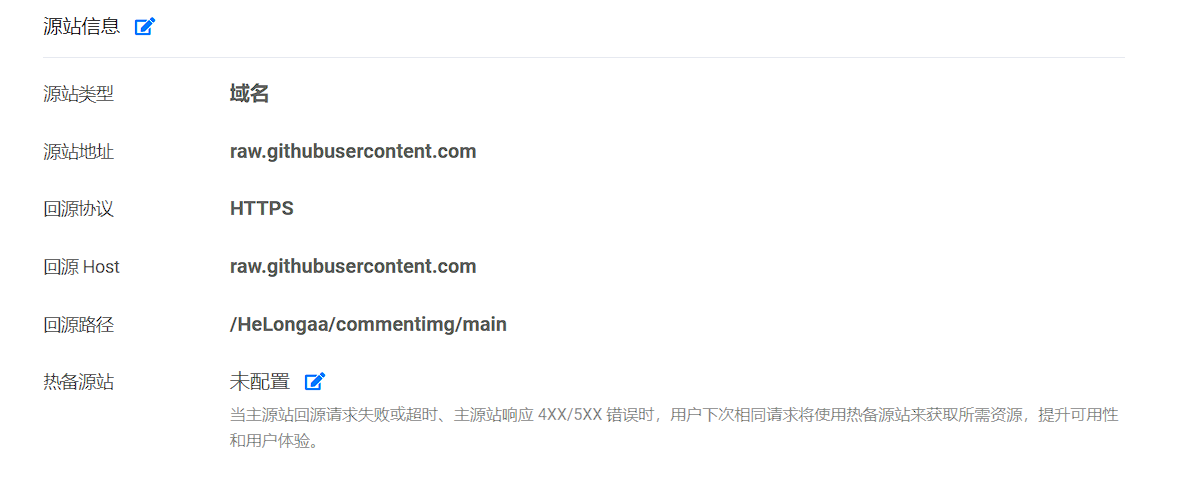 源站信息
源站类型 域名
源站地址 raw.githubusercontent.com
回源协议 HTTPS
回源 Host raw.githubusercontent.com
回源路径 /HeLongaa/commentimg/main
热备源站 未配置
当主源站回源请求失败或超时、主源站响应 4XX/5XX 错误时，用户下次相同请求将使用热备源站来获取所需资源，提升可用性
和用户体验。